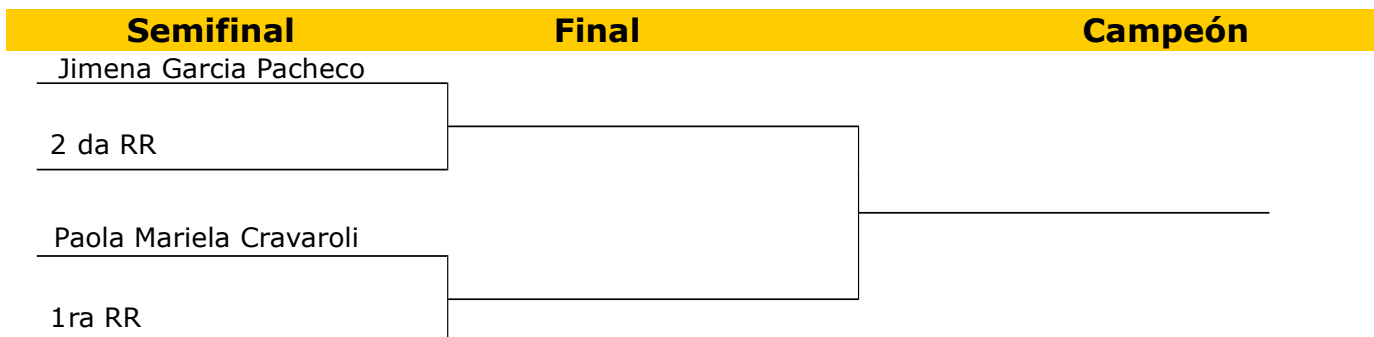 Semifinal Final Campeón
Jimena Garcia Pacheco
2 da RR
Paola Mariela Cravaroli
1ra RR